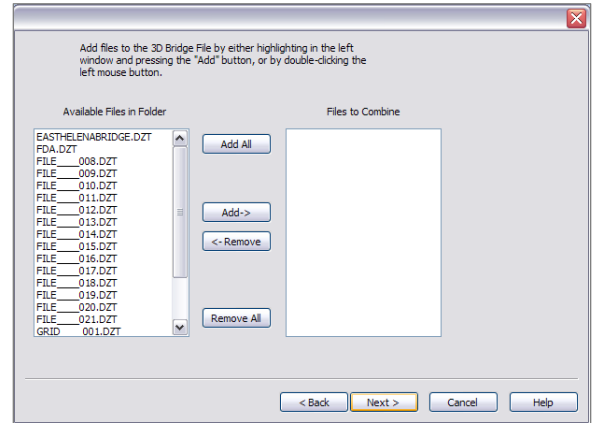 Add files to the 3D Bridge File by either highlighting in the left
window and pressing the "Add" button, or by double-clicking the
left mouse button.
Available Files in Folder
Files to Combine
EASTHELENABRIDGE.DZT
FDA.DZT
FILE____008.DZT
FILE____009.DZT
FILE____010.DZT
FILE____011.DZT
FILE____012.DZT
FILE____013.DZT
FILE____014.DZT
FILE____015.DZT
FILE____016.DZT
FILE____017.DZT
FILE____018.DZT
FILE____019.DZT
FILE____020.DZT
FILE____021.DZT
GRID____001.DZT
Add All
Add->
<- Remove
Remove All
< Back
Next >
Cancel
Help